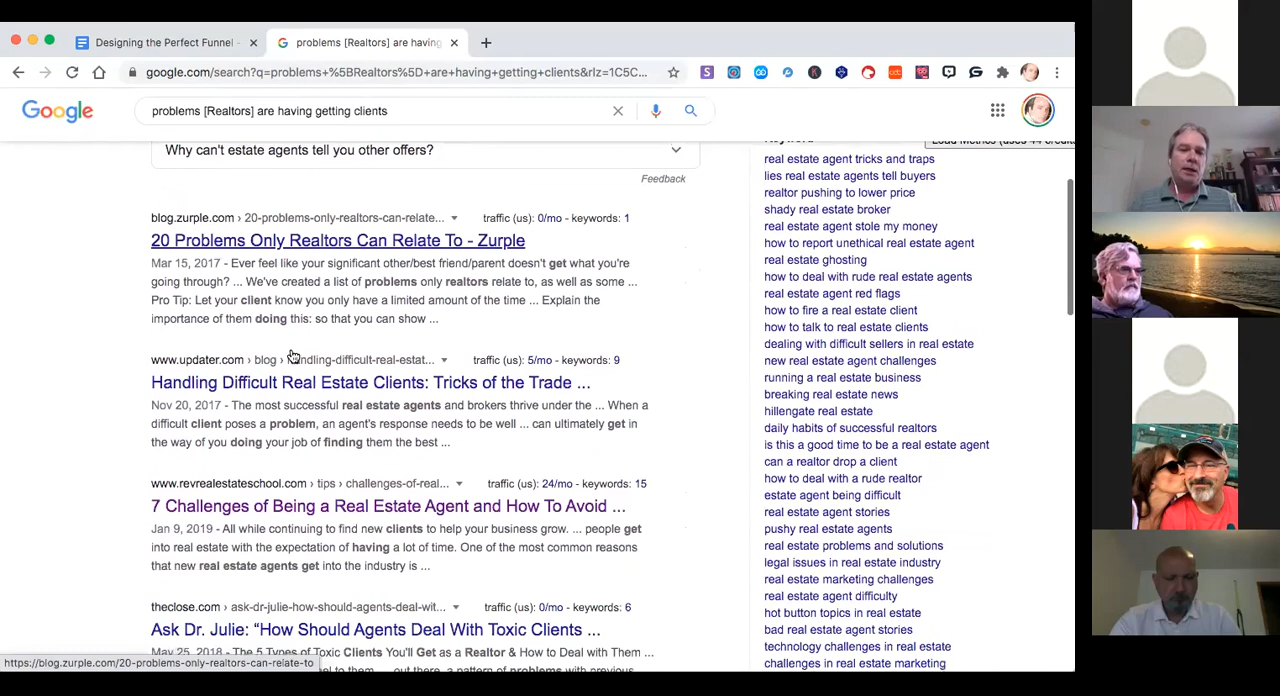 Designing the Perfect Funnel -
problems [Realtors] are having
google.com/search?q=problems+%5BRealtors%5D+are+having+getting+clients&rlz=1C5C...
Google
problems [Realtors] are having getting clients
Why can't estate agents tell you other offers?
Feedback
blog.zurple.com › 20-problems-only-realtors-can-relate... traffic (us): 0/mo - keywords: 1
20 Problems Only Realtors Can Relate To - Zurple
Mar 15, 2017 - Ever feel like your significant other/best friend/parent doesn't get what you're
going through? ... We've created a list of problems only realtors relate to, as well as some ...
Pro Tip: Let your client know you only have a limited amount of the time ... Explain the
importance of them doing this: so that you can show ...
www.updater.com › blog › handling-difficult-real-estat... traffic (us): 5/mo - keywords: 9
Handling Difficult Real Estate Clients: Tricks of the Trade ...
Nov 20, 2017 - The most successful real estate agents and brokers thrive under the ... When a
difficult client poses a problem, an agent's response needs to be well ... can ultimately get in
the way of you doing your job of finding them the best ...
www.revrealestateschool.com › tips › challenges-of-real... traffic (us): 24/mo - keywords: 15
7 Challenges of Being a Real Estate Agent and How To Avoid ...
Jan 9, 2019 - All while continuing to find new clients to help your business grow. ... people get
into real estate with the expectation of having a lot of time. One of the most common reasons
that new real estate agents get into the industry is ...
theclose.com › ask-dr-julie-how-should-agents-deal-wit... traffic (us): 0/mo - keywords: 6
Ask Dr. Julie: “How Should Agents Deal With Toxic Clients ...
May 25, 2018 - The 5 Types of Toxic Clients You'll Get as a Realtor & How to Deal with Them ...
out there, a pattern of problems with previous
https://blog.zurple.com/20-problems-only-realtors-can-relate-to
Keyword
Load Metrics (uses 44 credits
real estate agent tricks and traps
lies real estate agents tell buyers
realtor pushing to lower price
shady real estate broker
real estate agent stole my money
how to report unethical real estate agent
real estate ghosting
how to deal with rude real estate agents
real estate agent red flags
how to fire a real estate client
how to talk to real estate clients
dealing with difficult sellers in real estate
new real estate agent challenges
running a real estate business
breaking real estate news
hillengate real estate
daily habits of successful realtors
is this a good time to be a real estate agent
can a realtor drop a client
how to deal with a rude realtor
estate agent being difficult
real estate agent stories
pushy real estate agents
real estate problems and solutions
legal issues in real estate industry
real estate marketing challenges
real estate agent difficulty
hot button topics in real estate
bad real estate agent stories
technology challenges in real estate
challenges in real estate marketing